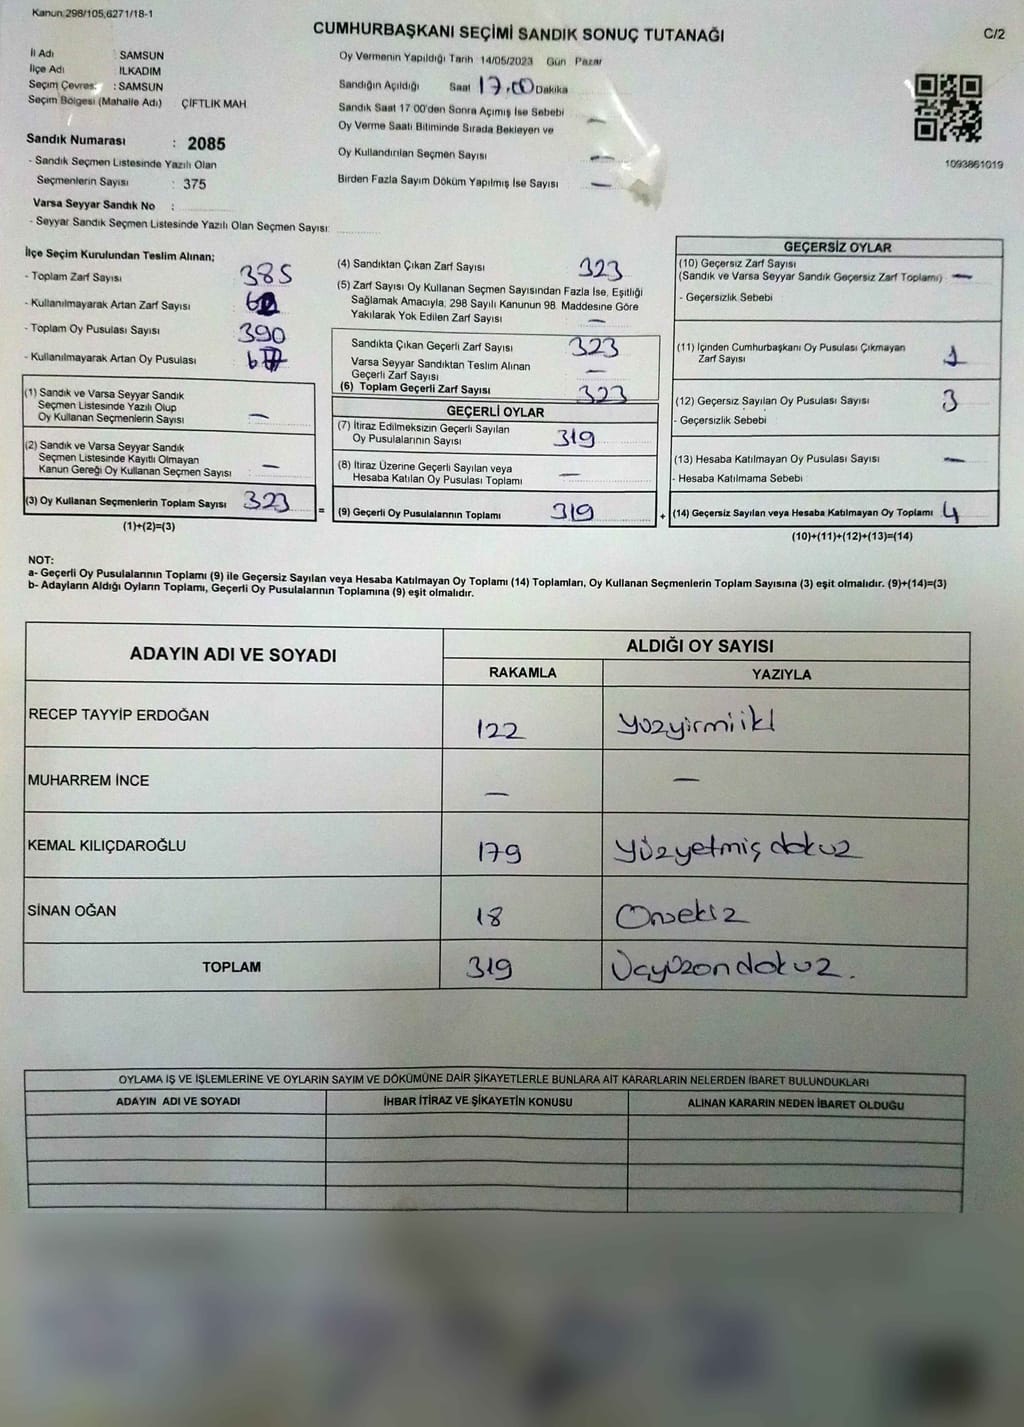 Kanun:298/105,6271/18-1
CUMHURBAŞKANI SEÇİMİ SANDIK SONUÇ TUTANAĞI
C/2
İl Adı : SAMSUN
İlçe Adı : İLKADIM
Seçim Çevresi : SAMSUN
Seçim Bölgesi (Mahalle Adı) ÇİFTLİK MAH.
Sandık Numarası : 2085
- Sandık Seçmen Listesinde Yazılı Olan
Seçmenlerin Sayısı : 375
Varsa Seyyar Sandık No :
- Seyyar Sandık Seçmen Listesinde Yazılı Olan Seçmen Sayısı:
Oy Vermenin Yapıldığı Tarih 14/05/2023 Gün Pazar
Sandığın Açıldığı Saat 17.00 Dakika
Sandık Saat 17:00'den Sonra Açımış İse Sebebi
Oy Verme Saati Bitiminde Sırada Bekleyen ve —
Oy Kullandırılan Seçmen Sayısı —
Birden Fazla Sayım Döküm Yapılmış İse Sayısı —
1093861019
İlçe Seçim Kurulundan Teslim Alınan;
- Toplam Zarf Sayısı 385
- Kullanılmayarak Artan Zarf Sayısı
- Toplam Oy Pusulası Sayısı 390
- Kullanılmayarak Artan Oy Pusulası
(1) Sandık ve Varsa Seyyar Sandık
Seçmen Listesinde Yazılı Olup
Oy Kullanan Seçmenlerin Sayısı —
(2) Sandık ve Varsa Seyyar Sandık
Seçmen Listesinde Kayıtlı Olmayan
Kanun Gereği Oy Kullanan Seçmen Sayısı —
(3) Oy Kullanan Seçmenlerin Toplam Sayısı 323
(1)+(2)=(3)
=
(4) Sandıktan Çıkan Zarf Sayısı 323
(5) Zarf Sayısı Oy Kullanan Seçmen Sayısından Fazla İse, Eşitliği
Sağlamak Amacıyla; 298 Sayılı Kanunun 98. Maddesine Göre
Yakılarak Yok Edilen Zarf Sayısı —
Sandıkta Çıkan Geçerli Zarf Sayısı 323
Varsa Seyyar Sandıktan Teslim Alınan
Geçerli Zarf Sayısı —
(6) Toplam Geçerli Zarf Sayısı 323
GEÇERLİ OYLAR
(7) İtiraz Edilmeksizin Geçerli Sayılan
Oy Pusulalarının Sayısı 319
(8) İtiraz Üzerine Geçerli Sayılan veya
Hesaba Katılan Oy Pusulası Toplamı —
(9) Geçerli Oy Pusulalarının Toplamı 319
+
GEÇERSİZ OYLAR
(10) Geçersiz Zarf Sayısı
(Sandık ve Varsa Seyyar Sandık Geçersiz Zarf Toplamı) —
- Geçersizlik Sebebi
(11) İçinden Cumhurbaşkanı Oy Pusulası Çıkmayan
Zarf Sayısı 1
(12) Geçersiz Sayılan Oy Pusulası Sayısı 3
- Geçersizlik Sebebi
(13) Hesaba Katılmayan Oy Pusulası Sayısı —
- Hesaba Katılmama Sebebi
(14) Geçersiz Sayılan veya Hesaba Katılmayan Oy Toplamı 4
(10)+(11)+(12)+(13)=(14)
NOT:
a- Geçerli Oy Pusulalarının Toplamı (9) ile Geçersiz Sayılan veya Hesaba Katılmayan Oy Toplamı (14) Toplamları, Oy Kullanan Seçmenlerin Toplam Sayısına (3) eşit olmalıdır. (9)+(14)=(3)
b- Adayların Aldığı Oyların Toplamı, Geçerli Oy Pusulalarının Toplamına (9) eşit olmalıdır.
ADAYIN ADI VE SOYADI
ALDIĞI OY SAYISI
RAKAMLA YAZIYLA
RECEP TAYYİP ERDOĞAN 122 yüzyirmiiki
MUHARREM İNCE — —
KEMAL KILIÇDAROĞLU 179 yüzyetmiş dokuz
SİNAN OĞAN 18 Onsekiz
TOPLAM 319 Üçyüzondokuz.
OYLAMA İŞ VE İŞLEMLERİNE VE OYLARIN SAYIM VE DÖKÜMÜNE DAİR ŞİKAYETLERLE BUNLARA AİT KARARLARIN NELERDEN İBARET BULUNDUKLARI
ADAYIN ADI VE SOYADI İHBAR İTİRAZ VE ŞİKAYETİN KONUSU ALINAN KARARIN NEDEN İBARET OLDUĞU